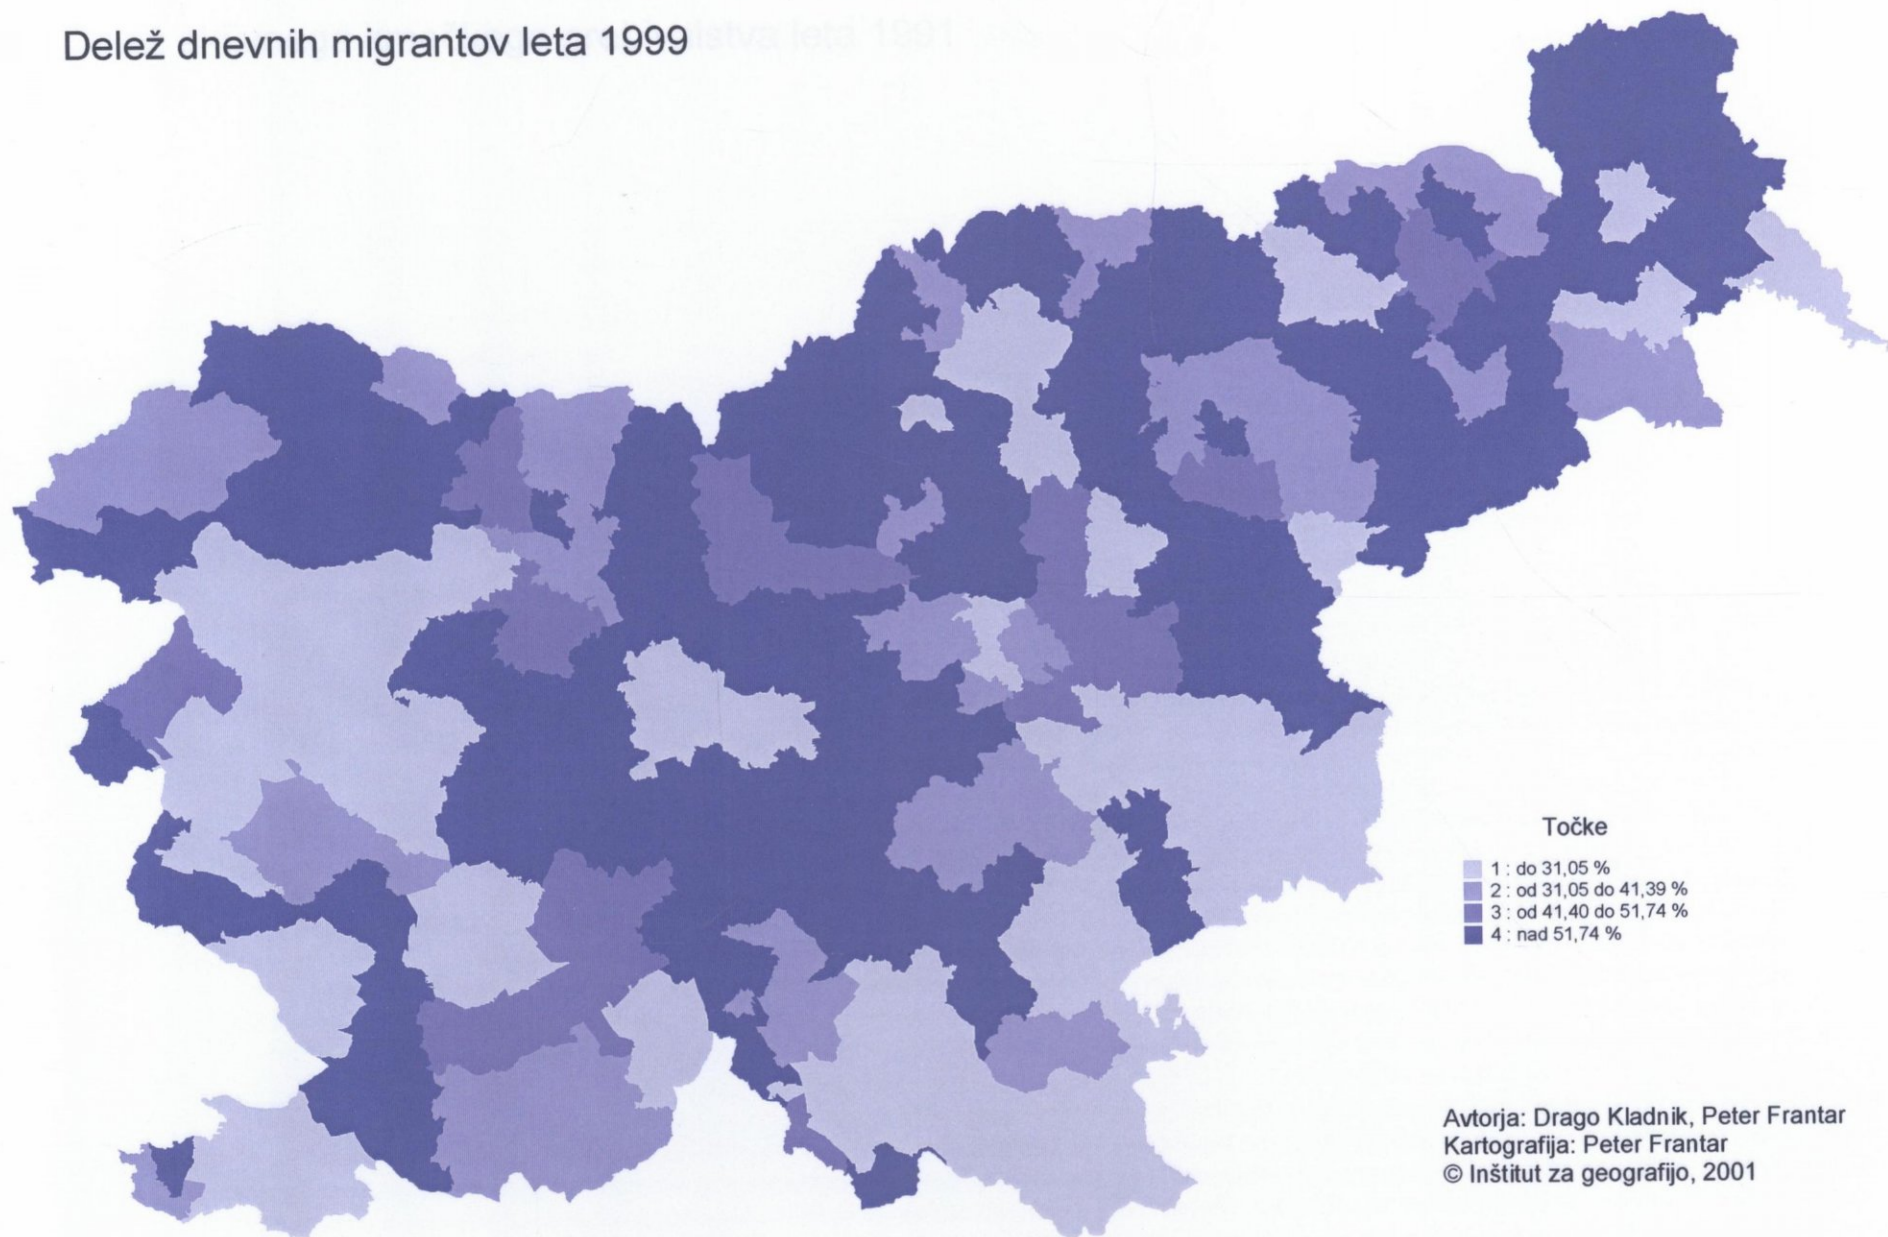 Delež dnevnih migrantov leta 1999
Točke
1 : do 31,05 %
2 : od 31,05 do 41,39 %
3 : od 41,40 do 51,74 %
4 : nad 51,74 %
Avtorja: Drago Kladnik, Peter Frantar
Kartografija: Peter Frantar
© Inštitut za geografijo, 2001